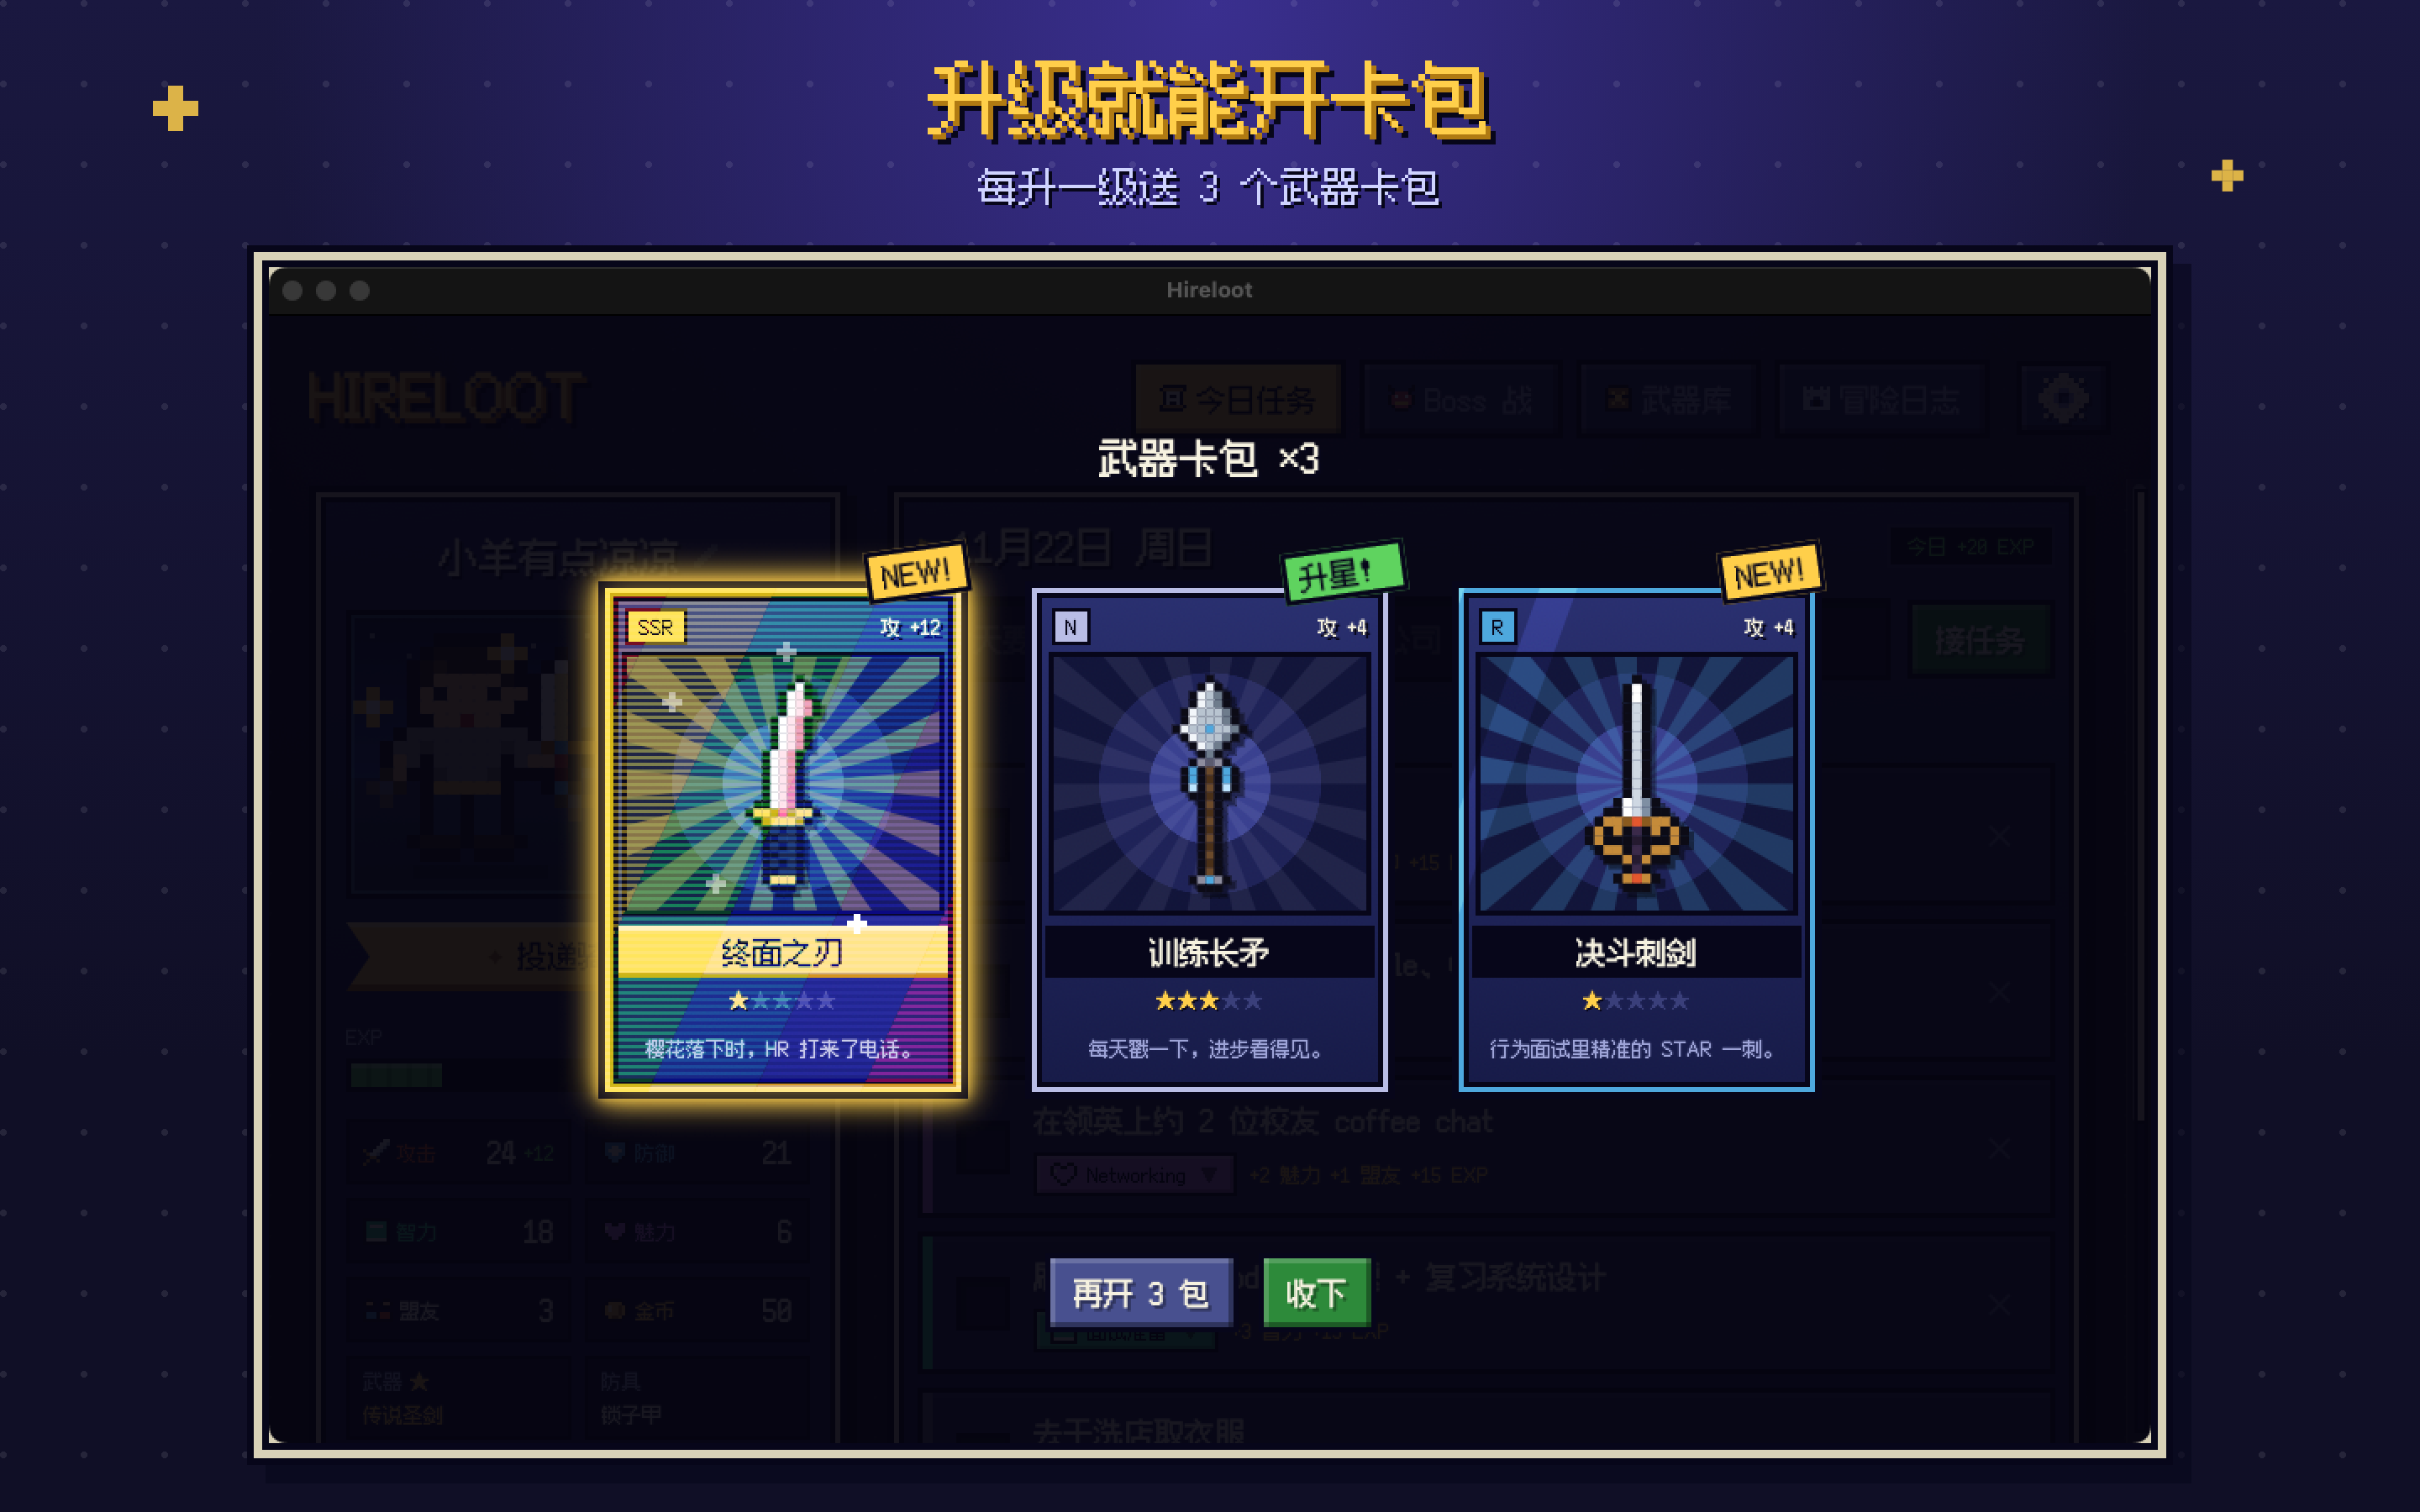 升级就能开卡包
每升一级送 3 个武器卡包
Hireloot
HIRELOOT
今日任务
Boss 战
武器库
冒险日志
武器卡包 ×3
小羊有点凉凉
11月22日 周日
今日 +20 EXP
接任务
NEW!
SSR
攻 +12
终面之刃
★★★★★
樱花落下时，HR 打来了电话。
升星!
N
攻 +4
训练长矛
★★★★★
每天戳一下，进步看得见。
NEW!
R
攻 +4
决斗刺剑
★★★★★
行为面试里精准的 STAR 一刺。
EXP
攻击 24 +12
防御 21
智力 18
魅力 6
盟友 3
金币 50
武器 ★
传说圣剑
防具
锁子甲
在领英上约 2 位校友 coffee chat
Networking ▼ +2 魅力 +1 盟友 +15 EXP
+ 复习系统设计
再开 3 包
收下
去干洗店取衣服